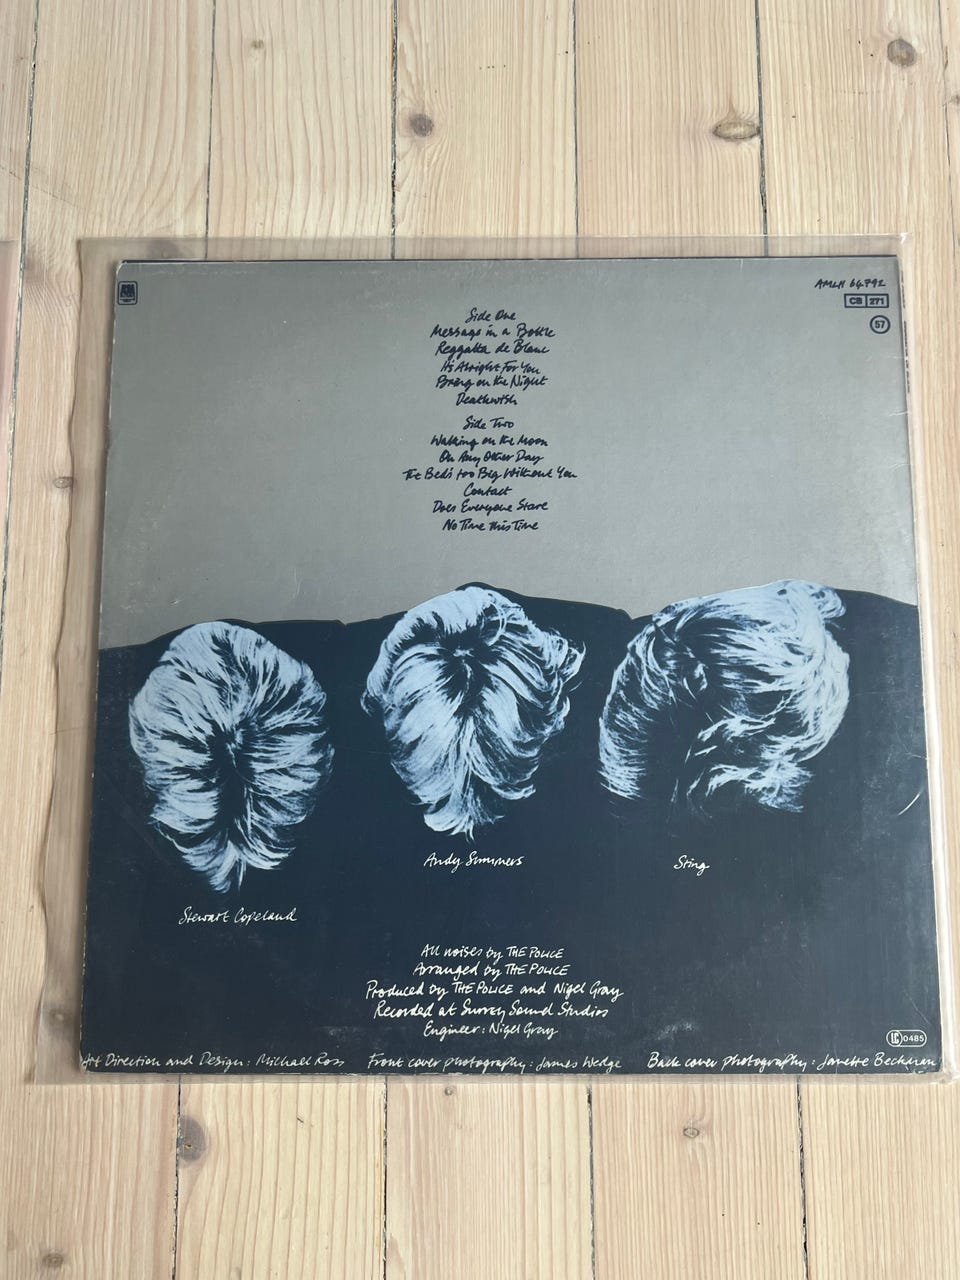 AMLH 64792
CB 271
57
Side One
Message in a Bottle
Reggatta de Blanc
It's Alright For You
Bring on the Night
Deathwish
Side Two
Walking on the Moon
On Any Other Day
The Bed's too Big Without You
Contact
Does Everyone Stare
No Time this Time
Andy Summers
Sting
Stewart Copeland
All noises by THE POLICE
Arranged by THE POLICE
Produced by THE POLICE and Nigel Gray
Recorded at Surrey Sound Studios
Engineer: Nigel Gray
LC 0485
Art Direction and Design: Michael Ross Front cover photography: James Wedge Back cover photography: Janette Beckman